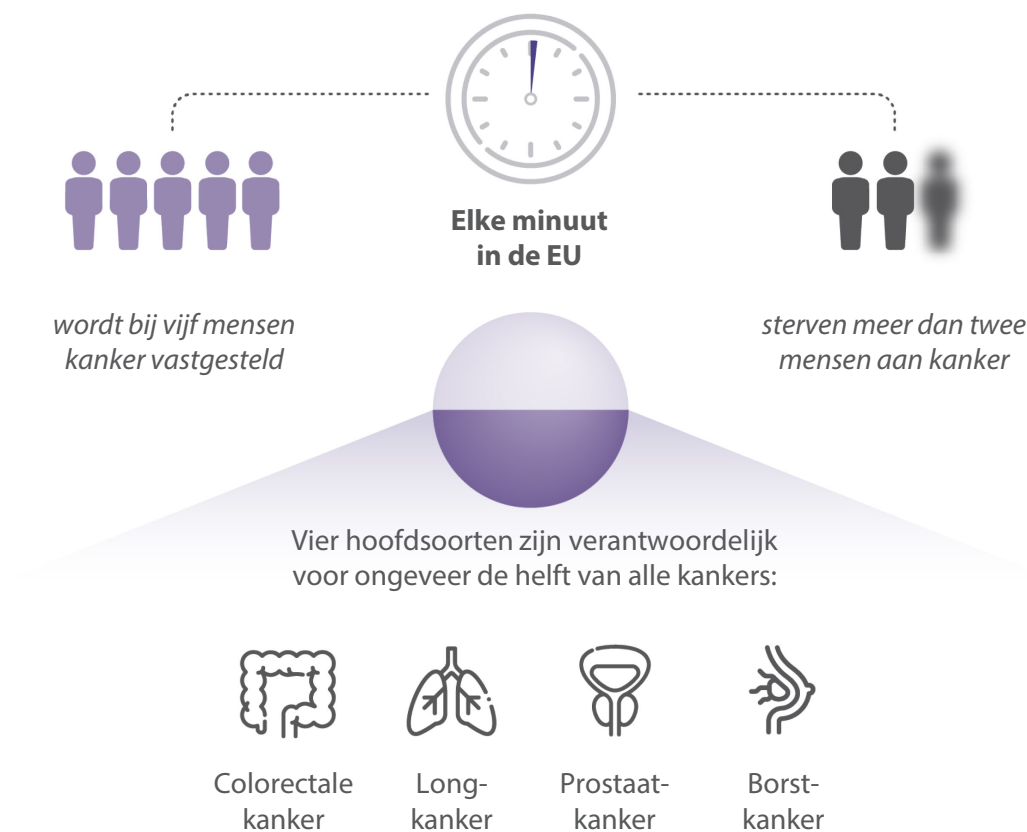 Elke minuut
in de EU
wordt bij vijf mensen
kanker vastgesteld
sterven meer dan twee
mensen aan kanker
Vier hoofdsoorten zijn verantwoordelijk
voor ongeveer de helft van alle kankers:
Colorectale
kanker
Long-
kanker
Prostaat-
kanker
Borst-
kanker